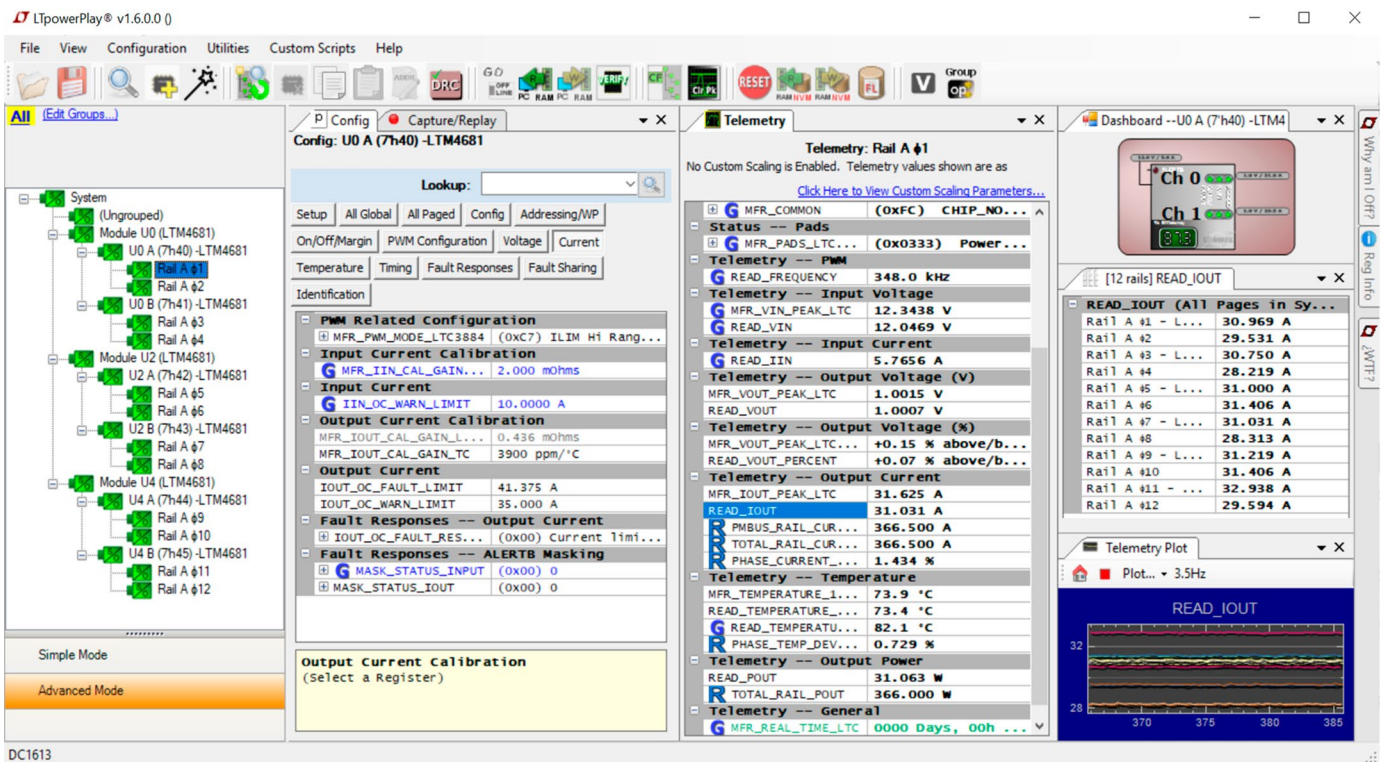 LTpowerPlay® v1.6.0.0 ()
File View Configuration Utilities Custom Scripts Help
DRC GO OFF LINE PC RAM PC RAM VERIFY CF Clr Pk RESET RAM NVM RAM NVM FL V Group op
All (Edit Groups...)
System
(Ungrouped)
Module U0 (LTM4681)
U0 A (7h40) -LTM4681
Rail A ϕ1
Rail A ϕ2
U0 B (7h41) -LTM4681
Rail A ϕ3
Rail A ϕ4
Module U2 (LTM4681)
U2 A (7h42) -LTM4681
Rail A ϕ5
Rail A ϕ6
U2 B (7h43) -LTM4681
Rail A ϕ7
Rail A ϕ8
Module U4 (LTM4681)
U4 A (7h44) -LTM4681
Rail A ϕ9
Rail A ϕ10
U4 B (7h45) -LTM4681
Rail A ϕ11
Rail A ϕ12
Simple Mode
Advanced Mode
DC1613
Config Capture/Replay
Config: U0 A (7h40) -LTM4681
Lookup:
Setup All Global All Paged Config Addressing/WP
On/Off/Margin PWM Configuration Voltage Current
Temperature Timing Fault Responses Fault Sharing
Identification
PWM Related Configuration
MFR_PWM_MODE_LTC3884 (0xC7) ILIM Hi Rang...
Input Current Calibration
G MFR_IIN_CAL_GAIN... 2.000 mOhms
Input Current
G IIN_OC_WARN_LIMIT 10.0000 A
Output Current Calibration
MFR_IOUT_CAL_GAIN_L... 0.436 mOhms
MFR_IOUT_CAL_GAIN_TC 3900 ppm/°C
Output Current
IOUT_OC_FAULT_LIMIT 41.375 A
IOUT_OC_WARN_LIMIT 35.000 A
Fault Responses -- Output Current
IOUT_OC_FAULT_RES... (0x00) Current limi...
Fault Responses -- ALERTB Masking
G MASK_STATUS_INPUT (0x00) 0
MASK_STATUS_IOUT (0x00) 0
Output Current Calibration
(Select a Register)
Telemetry
Telemetry: Rail A ϕ1
No Custom Scaling is Enabled. Telemetry values shown are as
Click Here to View Custom Scaling Parameters...
G MFR_COMMON (0xFC) CHIP_NO...
Status -- Pads
G MFR_PADS_LTC... (0x0333) Power...
Telemetry -- PWM
G READ_FREQUENCY 348.0 kHz
Telemetry -- Input Voltage
G MFR_VIN_PEAK_LTC 12.3438 V
G READ_VIN 12.0469 V
Telemetry -- Input Current
G READ_IIN 5.7656 A
Telemetry -- Output Voltage (V)
MFR_VOUT_PEAK_LTC 1.0015 V
READ_VOUT 1.0007 V
Telemetry -- Output Voltage (%)
MFR_VOUT_PEAK_LTC... +0.15 % above/b...
READ_VOUT_PERCENT +0.07 % above/b...
Telemetry -- Output Current
MFR_IOUT_PEAK_LTC 31.625 A
READ_IOUT 31.031 A
R PMBUS_RAIL_CUR... 366.500 A
R TOTAL_RAIL_CUR... 366.500 A
R PHASE_CURRENT_... 1.434 %
Telemetry -- Temperature
MFR_TEMPERATURE_1... 73.9 °C
READ_TEMPERATURE_... 73.4 °C
G READ_TEMPERATU... 82.1 °C
R PHASE_TEMP_DEV... 0.729 %
Telemetry -- Output Power
READ_POUT 31.063 W
R TOTAL_RAIL_POUT 366.000 W
Telemetry -- General
G MFR_REAL_TIME_LTC 0000 Days, 00h ...
Dashboard --U0 A (7'h40) -LTM4
Ch 0
Ch 1
[12 rails] READ_IOUT
READ_IOUT (All Pages in Sy...
Rail A ϕ1 - L... 30.969 A
Rail A ϕ2 29.531 A
Rail A ϕ3 - L... 30.750 A
Rail A ϕ4 28.219 A
Rail A ϕ5 - L... 31.000 A
Rail A ϕ6 31.406 A
Rail A ϕ7 - L... 31.031 A
Rail A ϕ8 28.313 A
Rail A ϕ9 - L... 31.219 A
Rail A ϕ10 31.406 A
Rail A ϕ11 - ... 32.938 A
Rail A ϕ12 29.594 A
Telemetry Plot
Plot... 3.5Hz
READ_IOUT
32
28
370 375 380 385
Why am I Off?
Reg Info
¿WTF?